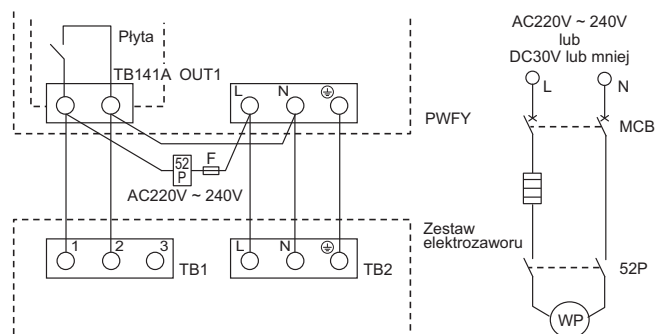 Płyta
TB141A OUT1
L N
PWFY
52
P
F
AC220V ~ 240V
Zestaw
elektrozaworu
1 2 3
TB1
L N
TB2
AC220V ~ 240V
lub
DC30V lub mniej
L N
MCB
52P
WP